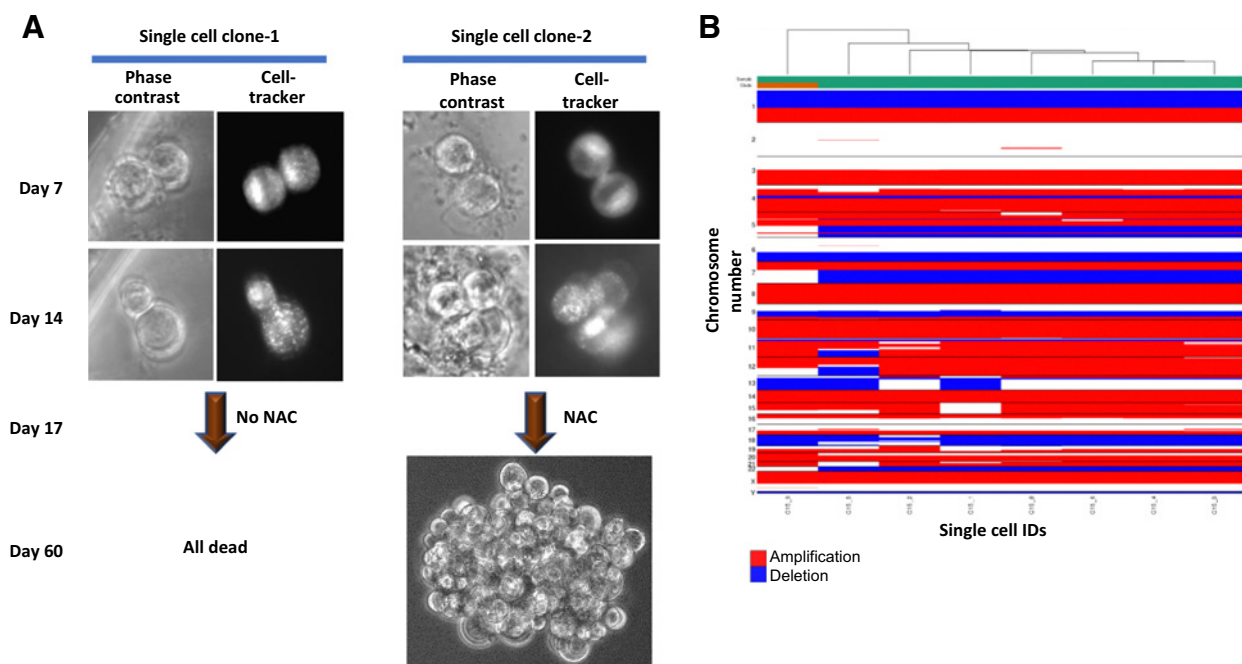 A
Single cell clone-1
Single cell clone-2
Phase
contrast
Cell-
tracker
Phase
contrast
Cell-
tracker
Day 7
Day 14
Day 17
No NAC
NAC
Day 60
All dead
B
Chromosome
number
1
2
3
4
5
6
7
8
9
10
11
12
13
14
15
16
17
18
19
20
21
22
X
Y
Single cell IDs
Amplification
Deletion